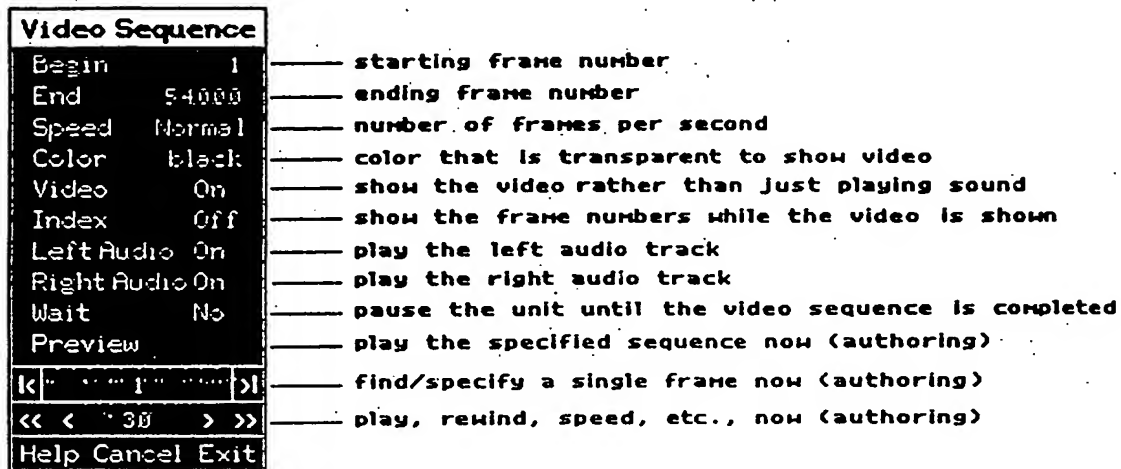 Video Sequence
Begin 1 starting frame number
End 54000 ending frame number
Speed Normal number of frames per second
Color black color that is transparent to show video
Video On show the video rather than just playing sound
Index Off show the frame numbers while the video is shown
Left Audio On play the left audio track
Right Audio On play the right audio track
Wait No pause the unit until the video sequence is completed
Preview play the specified sequence now (authoring)
|< 1 >| find/specify a single frame now (authoring)
<< < 30 > >> play, rewind, speed, etc., now (authoring)
Help Cancel Exit